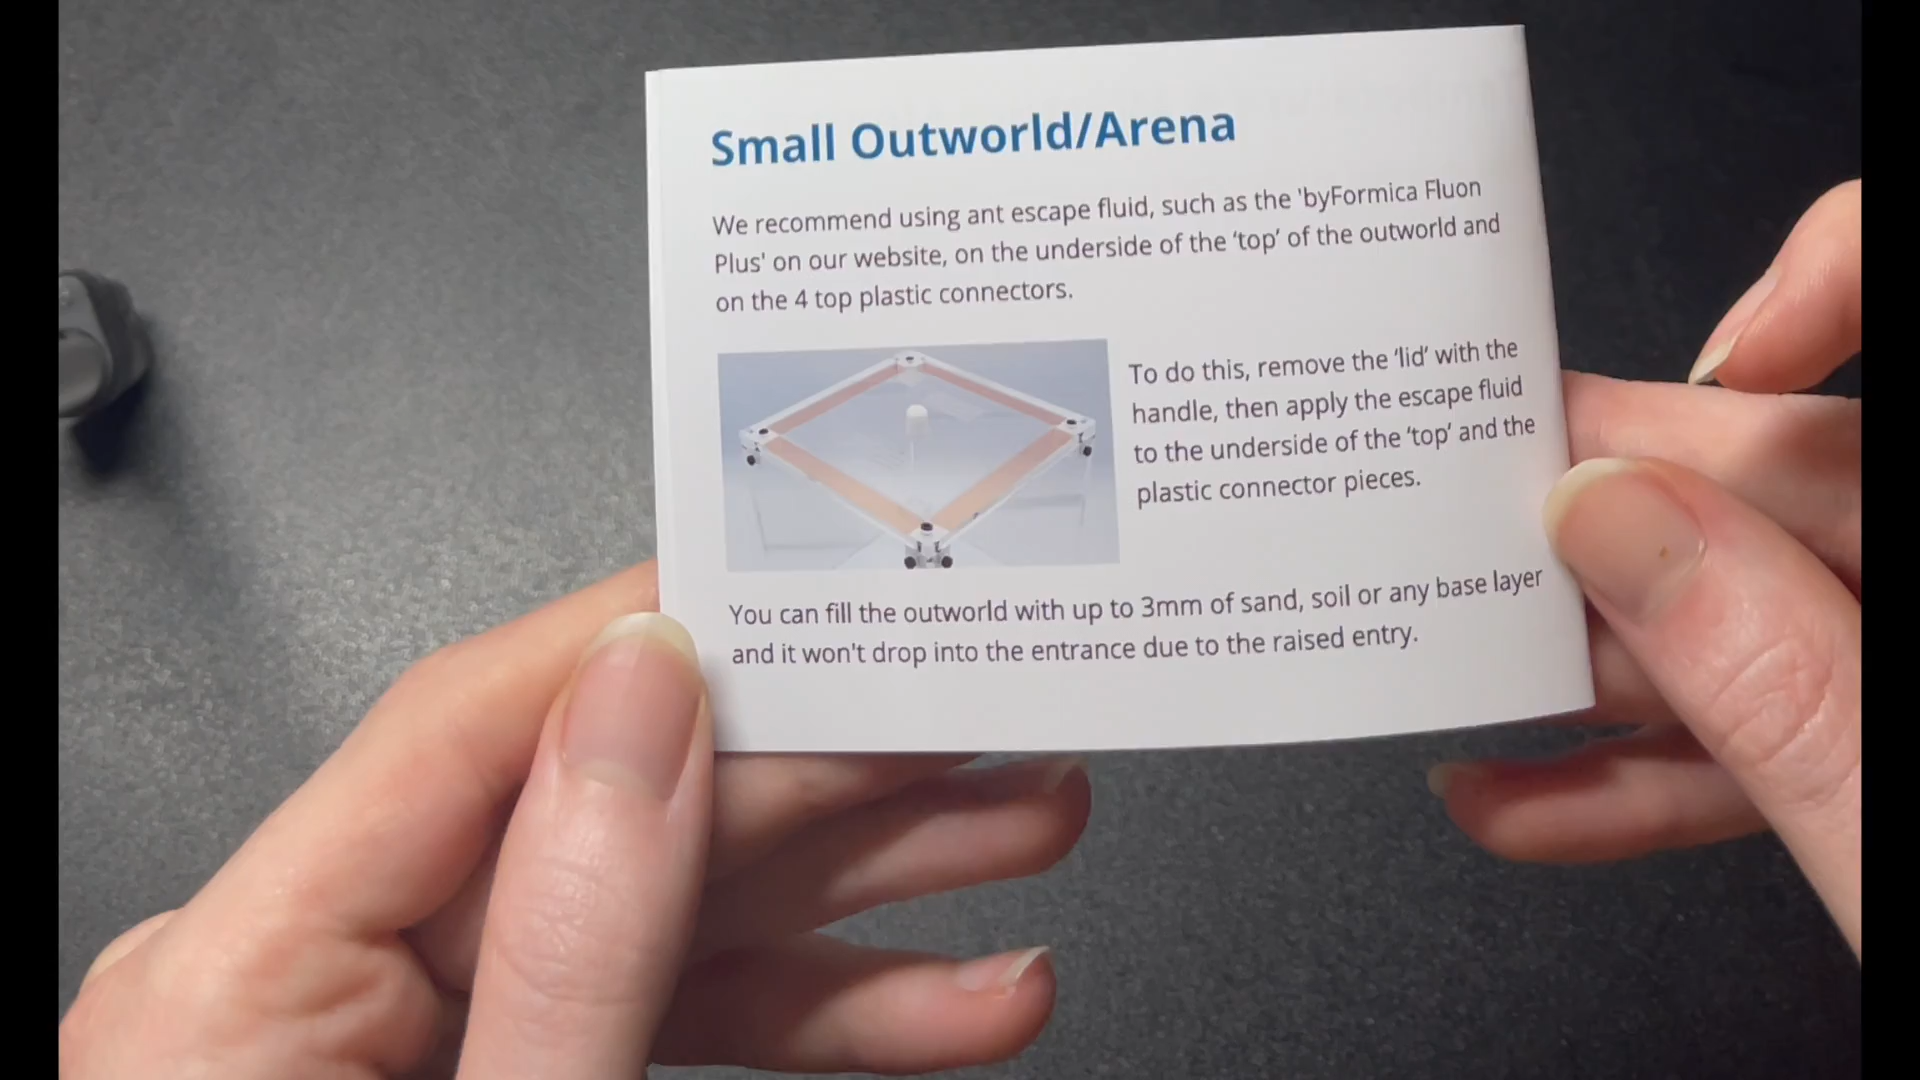 Small Outworld/Arena
We recommend using ant escape fluid, such as the 'byFormica Fluon
Plus' on our website, on the underside of the ‘top’ of the outworld and
on the 4 top plastic connectors.
To do this, remove the ‘lid’ with the
handle, then apply the escape fluid
to the underside of the ‘top’ and the
plastic connector pieces.
You can fill the outworld with up to 3mm of sand, soil or any base layer
and it won't drop into the entrance due to the raised entry.